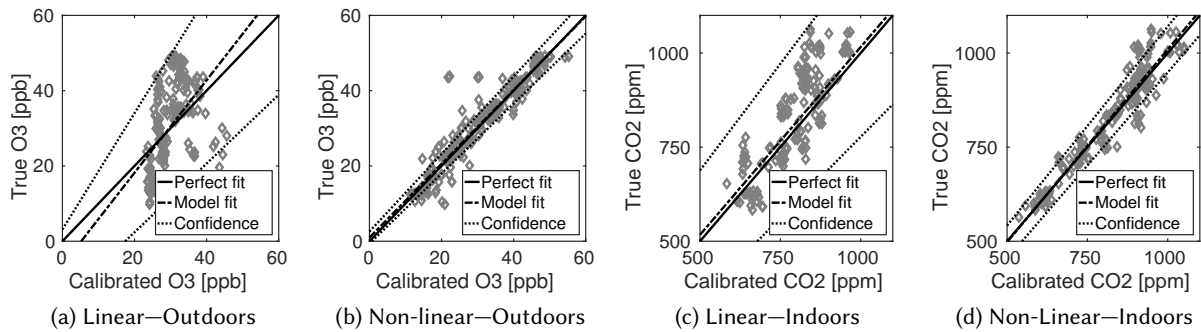 60
40
20
0
True O3 [ppb]
0 20 40 60
Calibrated O3 [ppb]
Perfect fit
Model fit
Confidence
(a) Linear—Outdoors
60
40
20
0
True O3 [ppb]
0 20 40 60
Calibrated O3 [ppb]
Perfect fit
Model fit
Confidence
(b) Non-linear—Outdoors
1000
750
500
True CO2 [ppm]
500 750 1000
Calibrated CO2 [ppm]
Perfect fit
Model fit
Confidence
(c) Linear—Indoors
1000
750
500
True CO2 [ppm]
500 750 1000
Calibrated CO2 [ppm]
Perfect fit
Model fit
Confidence
(d) Non-linear—Indoors